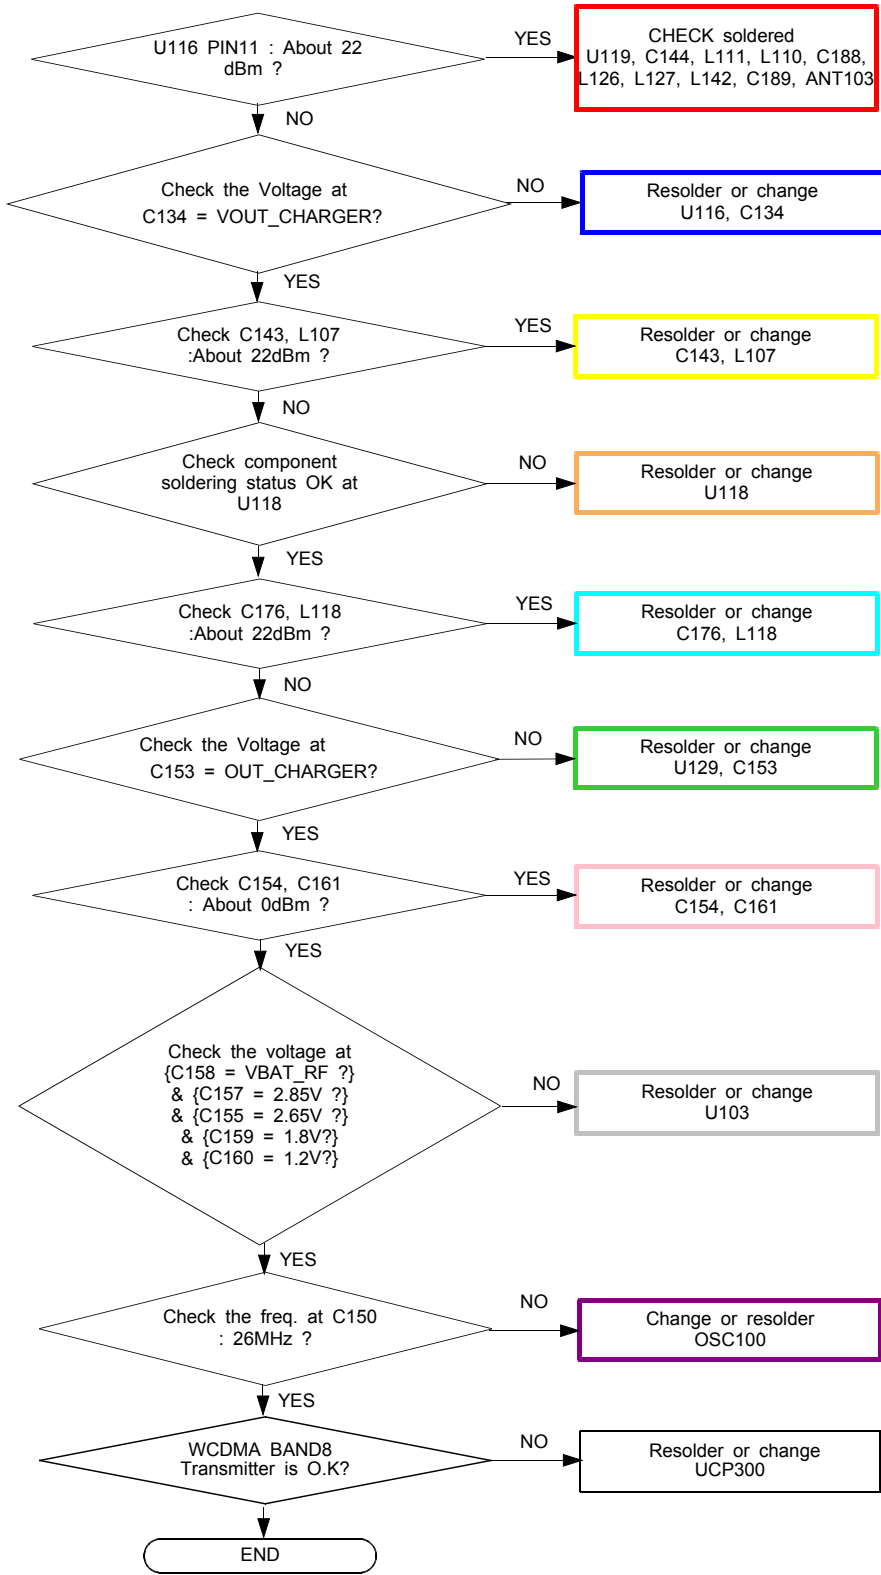 U116 PIN11 : About 22
dBm ?
YES
CHECK soldered
U119, C144, L111, L110, C188,
L126, L127, L142, C189, ANT103
NO
Check the Voltage at
C134 = VOUT_CHARGER?
NO
Resolder or change
U116, C134
YES
Check C143, L107
:About 22dBm ?
YES
Resolder or change
C143, L107
NO
Check component
soldering status OK at
U118
NO
Resolder or change
U118
YES
Check C176, L118
:About 22dBm ?
YES
Resolder or change
C176, L118
NO
Check the Voltage at
C153 = OUT_CHARGER?
NO
Resolder or change
U129, C153
YES
Check C154, C161
: About 0dBm ?
YES
Resolder or change
C154, C161
YES
Check the voltage at
{C158 = VBAT_RF ?}
& {C157 = 2.85V ?}
& {C155 = 2.65V ?}
& {C159 = 1.8V?}
& {C160 = 1.2V?}
NO
Resolder or change
U103
YES
Check the freq. at C150
: 26MHz ?
NO
Change or resolder
OSC100
YES
WCDMA BAND8
Transmitter is O.K?
NO
Resolder or change
UCP300
END